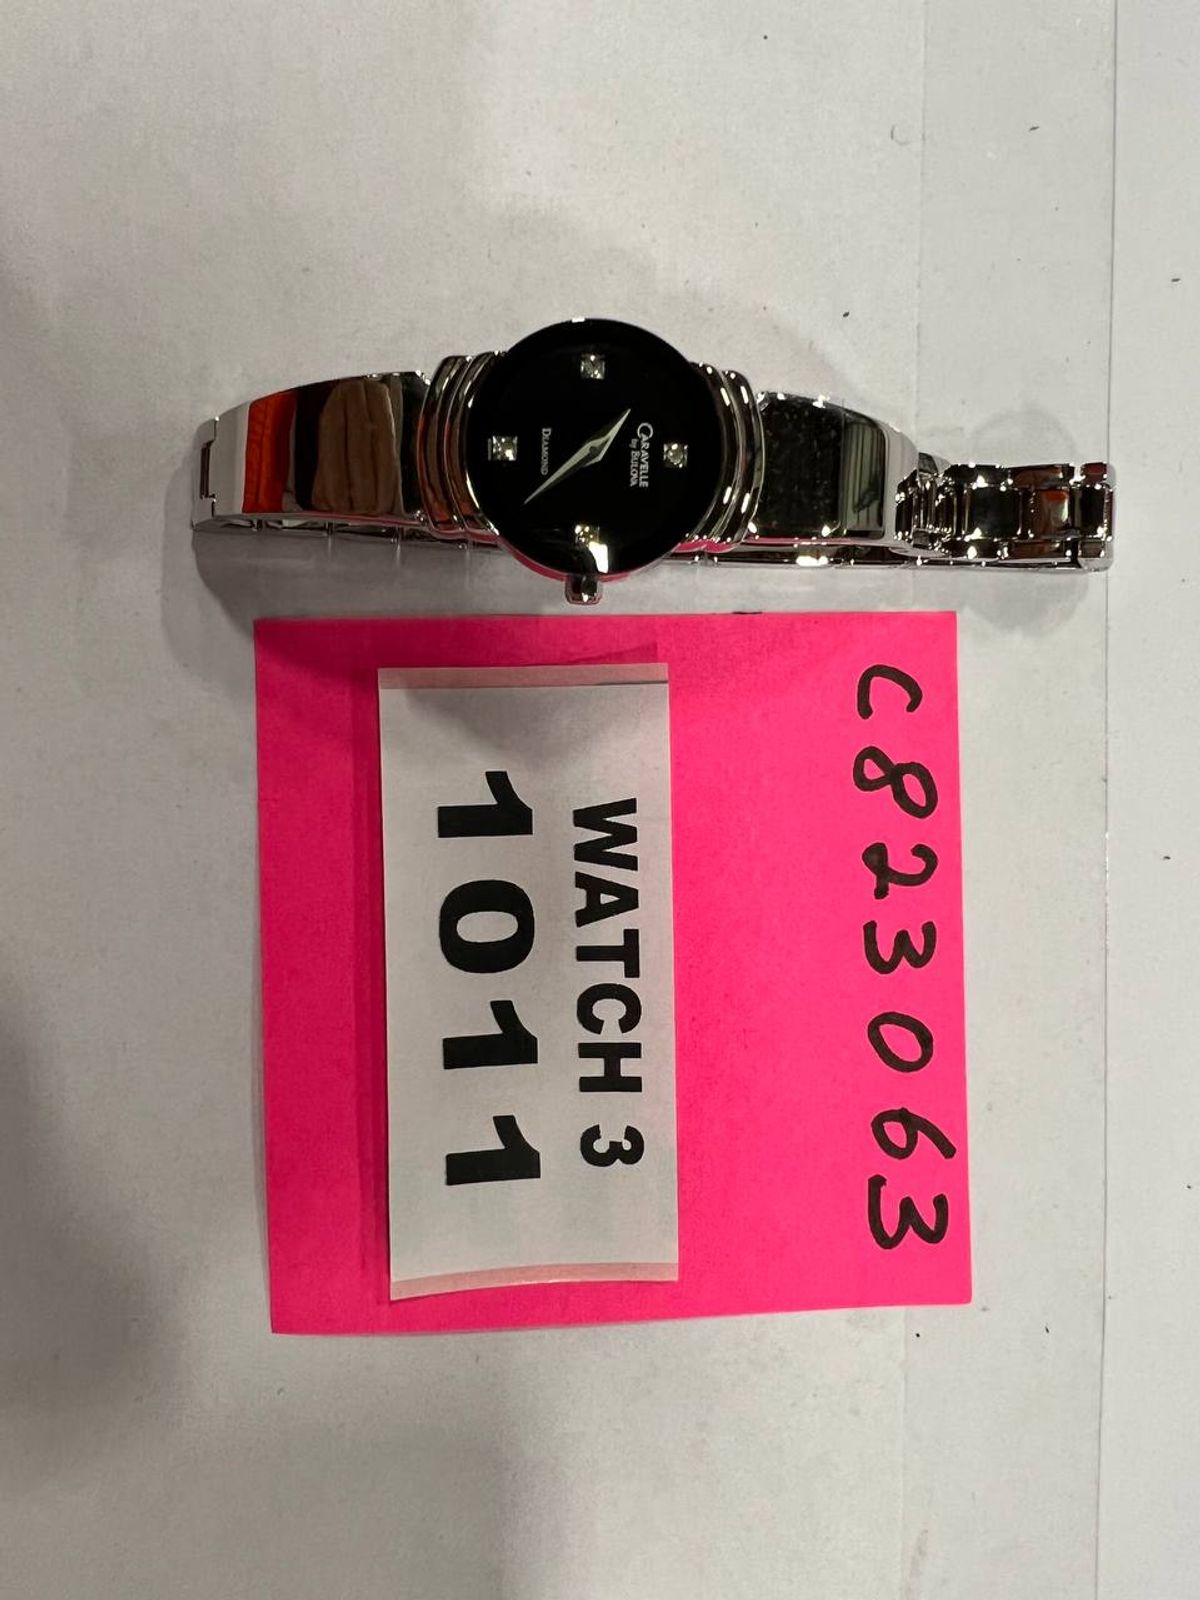 CARAVELLE
by BULOVA
DIAMOND
C823063
WATCH 3
1011